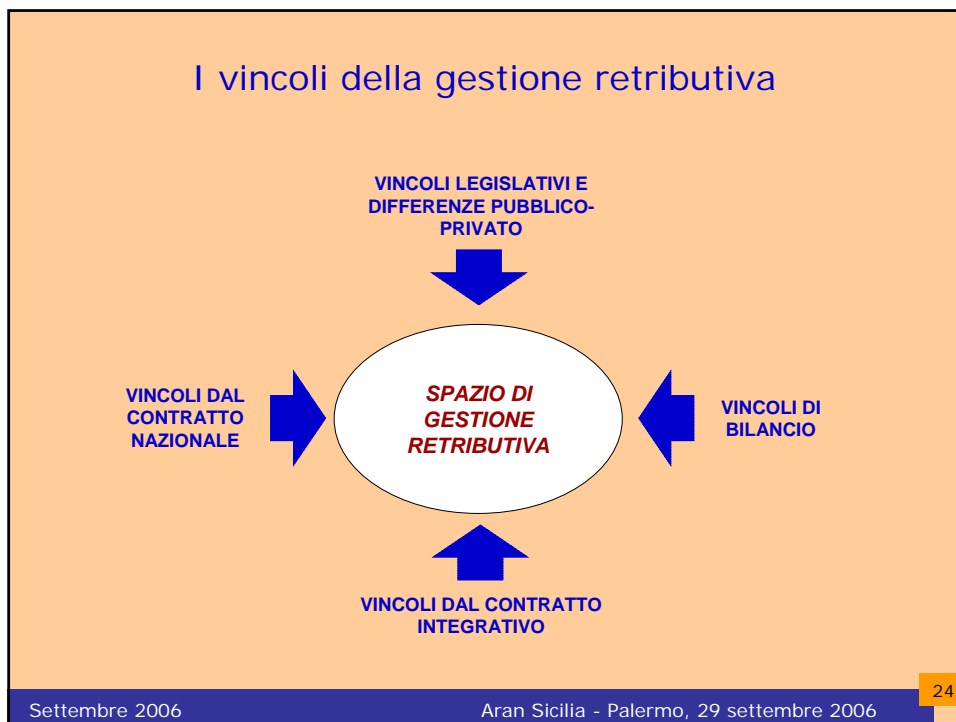 I vincoli della gestione retributiva
VINCOLI LEGISLATIVI E
DIFFERENZE PUBBLICO-
PRIVATO
VINCOLI DAL
CONTRATTO
NAZIONALE
SPAZIO DI
GESTIONE
RETRIBUTIVA
VINCOLI DI
BILANCIO
VINCOLI DAL CONTRATTO
INTEGRATIVO
24
Settembre 2006
Aran Sicilia - Palermo, 29 settembre 2006